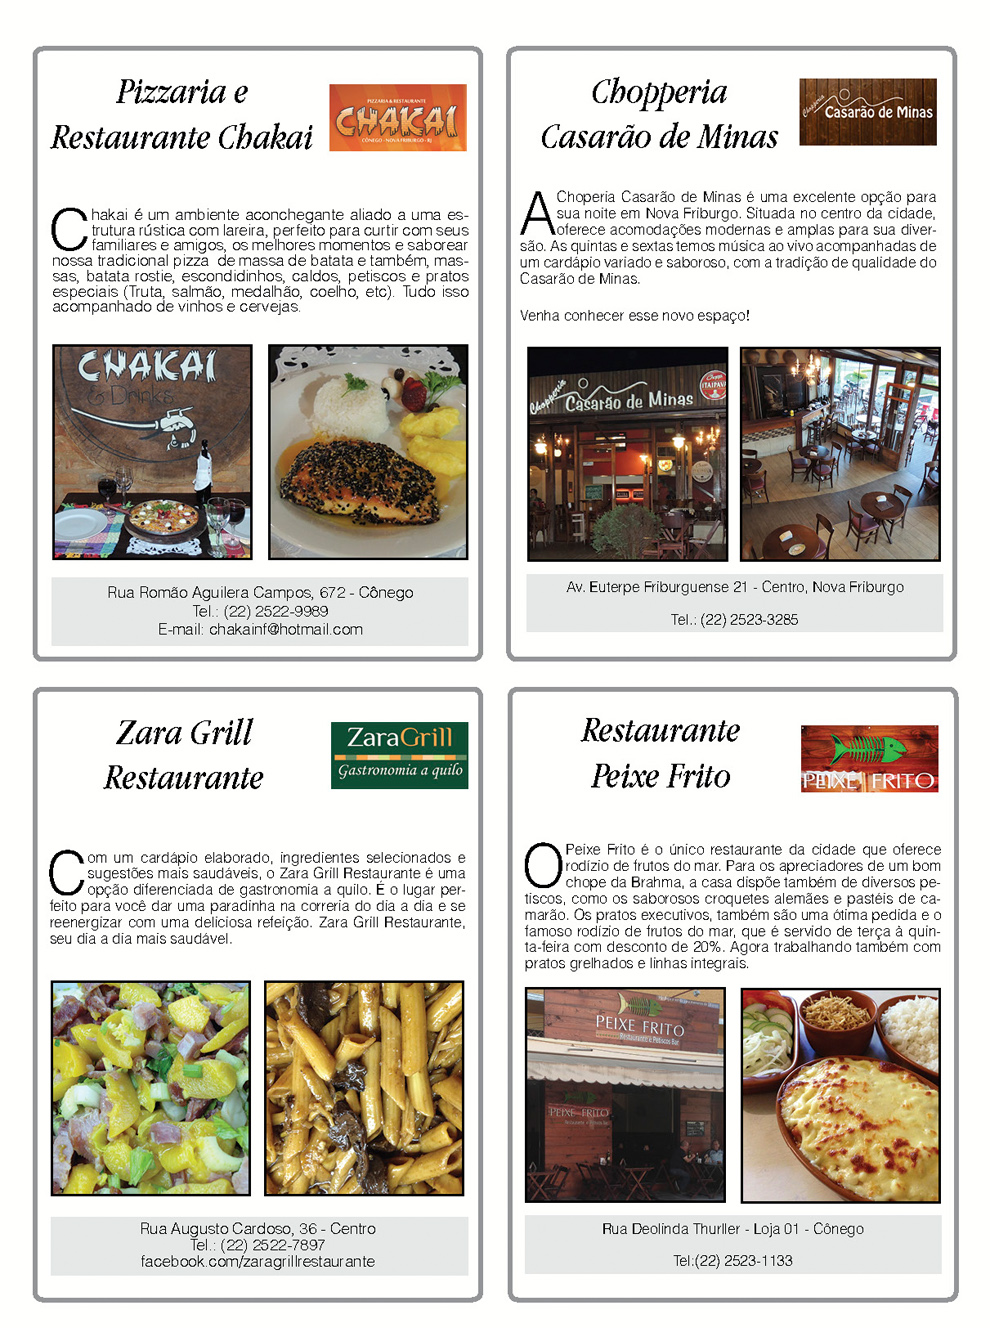 Pizzaria e
Restaurante Chakai
PIZZARIA & RESTAURANTE
CHAKAI
CÔNEGO - NOVA FRIBURGO - RJ
Chakai é um ambiente aconchegante aliado a uma es-
trutura rústica com lareira, perfeito para curtir com seus
familiares e amigos, os melhores momentos e saborear
nossa tradicional pizza de massa de batata e também, mas-
sas, batata rostie, escondidinhos, caldos, petiscos e pratos
especiais (Truta, salmão, medalhão, coelho, etc). Tudo isso
acompanhado de vinhos e cervejas.
CHAKAI
& Drinks
Rua Romão Aguilera Campos, 672 - Cônego
Tel.: (22) 2522-9989
E-mail: chakainf@hotmail.com
Chopperia
Casarão de Minas
Chopperia
Casarão de Minas
A Choperia Casarão de Minas é uma excelente opção para
sua noite em Nova Friburgo. Situada no centro da cidade,
oferece acomodações modernas e amplas para sua diver-
são. As quintas e sextas temos música ao vivo acompanhadas de
um cardápio variado e saboroso, com a tradição de qualidade do
Casarão de Minas.
Venha conhecer esse novo espaço!
Chopperia
Casarão de Minas
Chopp
ITAIPAVA
Av. Euterpe Friburguense 21 - Centro, Nova Friburgo
Tel.: (22) 2523-3285
Zara Grill
Restaurante
ZaraGrill
Gastronomia a quilo
Com um cardápio elaborado, ingredientes selecionados e
sugestões mais saudáveis, o Zara Grill Restaurante é uma
opção diferenciada de gastronomia a quilo. É o lugar per-
feito para você dar uma paradinha na correria do dia a dia e se
reenergizar com uma deliciosa refeição. Zara Grill Restaurante,
seu dia a dia mais saudável.
Rua Augusto Cardoso, 36 - Centro
Tel.: (22) 2522-7897
facebook.com/zaragrillrestaurante
Restaurante
Peixe Frito
PEIXE FRITO
O Peixe Frito é o único restaurante da cidade que oferece
rodízio de frutos do mar. Para os apreciadores de um bom
chope da Brahma, a casa dispõe também de diversos pe-
tiscos, como os saborosos croquetes alemães e pastéis de ca-
marão. Os pratos executivos, também são uma ótima pedida e o
famoso rodízio de frutos do mar, que é servido de terça à quin-
ta-feira com desconto de 20%. Agora trabalhando também com
pratos grelhados e linhas integrais.
PEIXE FRITO
Restaurante e Petiscos Bar
PEIXE FRITO
Rua Deolinda Thurller - Loja 01 - Cônego
Tel:(22) 2523-1133